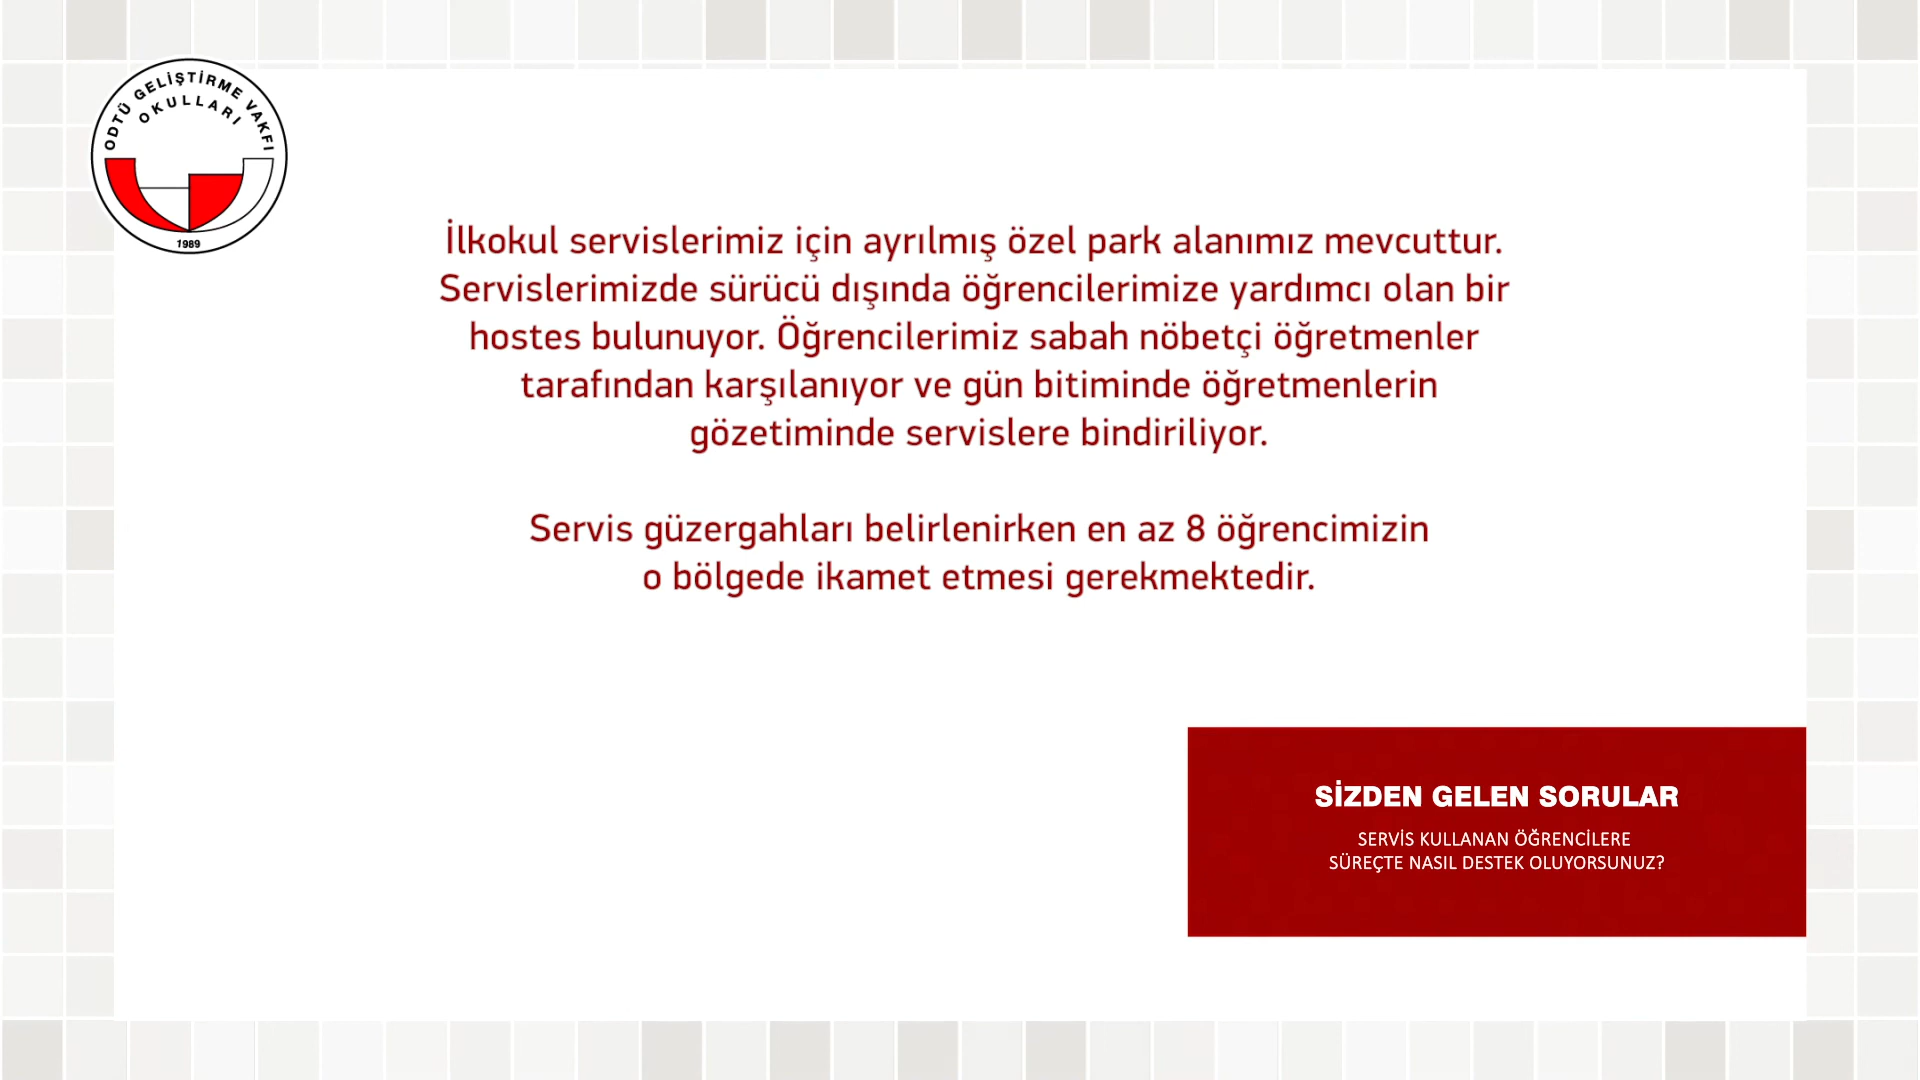 ODTÜ GELİŞTİRME VAKFI
OKULLARI
1989
İlkokul servislerimiz için ayrılmış özel park alanımız mevcuttur.
Servislerimizde sürücü dışında öğrencilerimize yardımcı olan bir
hostes bulunuyor. Öğrencilerimiz sabah nöbetçi öğretmenler
tarafından karşılanıyor ve gün bitiminde öğretmenlerin
gözetiminde servislere bindiriliyor.
Servis güzergahları belirlenirken en az 8 öğrencimizin
o bölgede ikamet etmesi gerekmektedir.
SİZDEN GELEN SORULAR
SERVİS KULLANAN ÖĞRENCİLERE
SÜREÇTE NASIL DESTEK OLUYORSUNUZ?